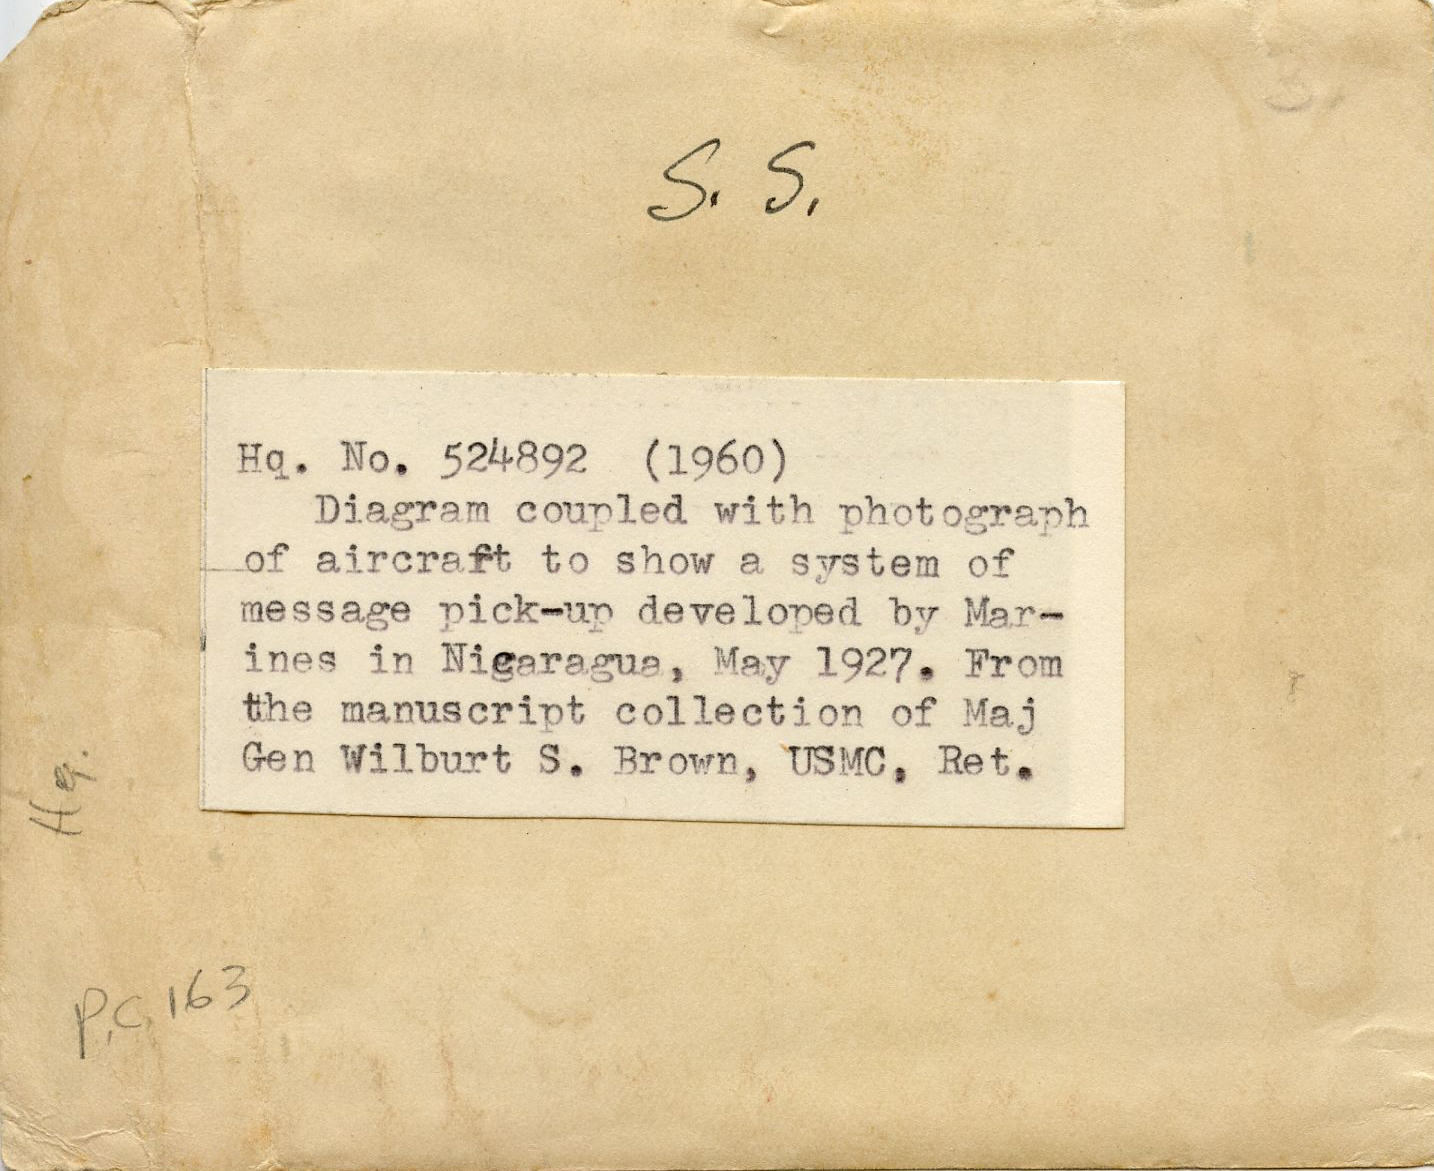 3.
S. S.
Hq. No. 524892 (1960)
Diagram coupled with photograph
of aircraft to show a system of
message pick-up developed by Mar-
ines in Nicaragua, May 1927. From
the manuscript collection of Maj
Gen Wilburt S. Brown, USMC, Ret.
Hq.
P.C. 163